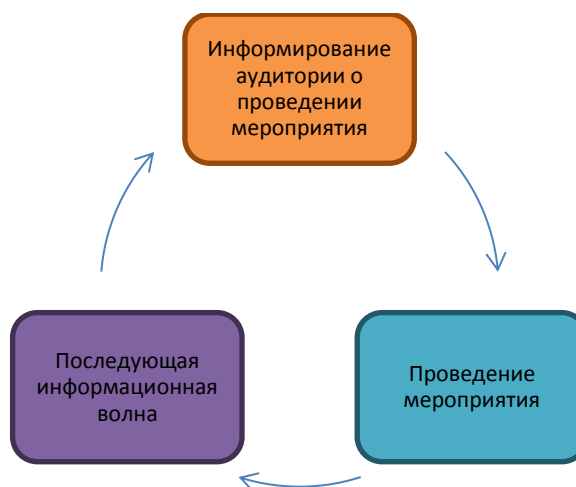 Информирование
аудитории о
проведении
мероприятия
Последующая
информационная
волна
Проведение
мероприятия